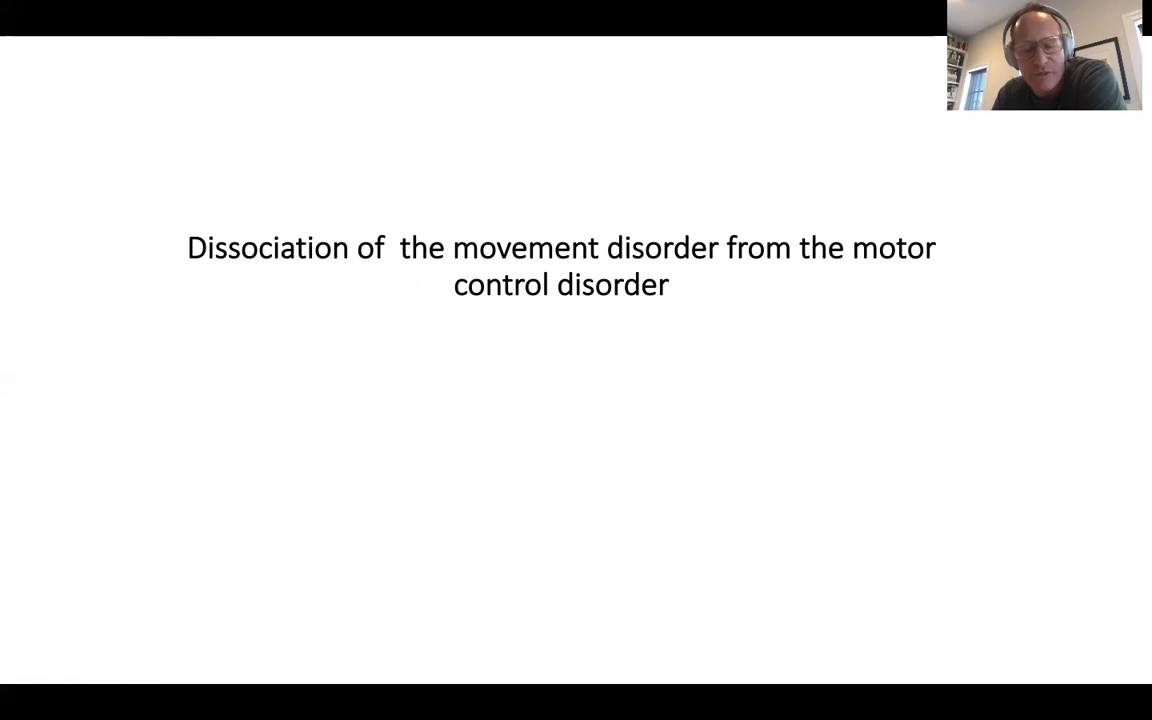 Dissociation of  the movement disorder from the motor
control disorder